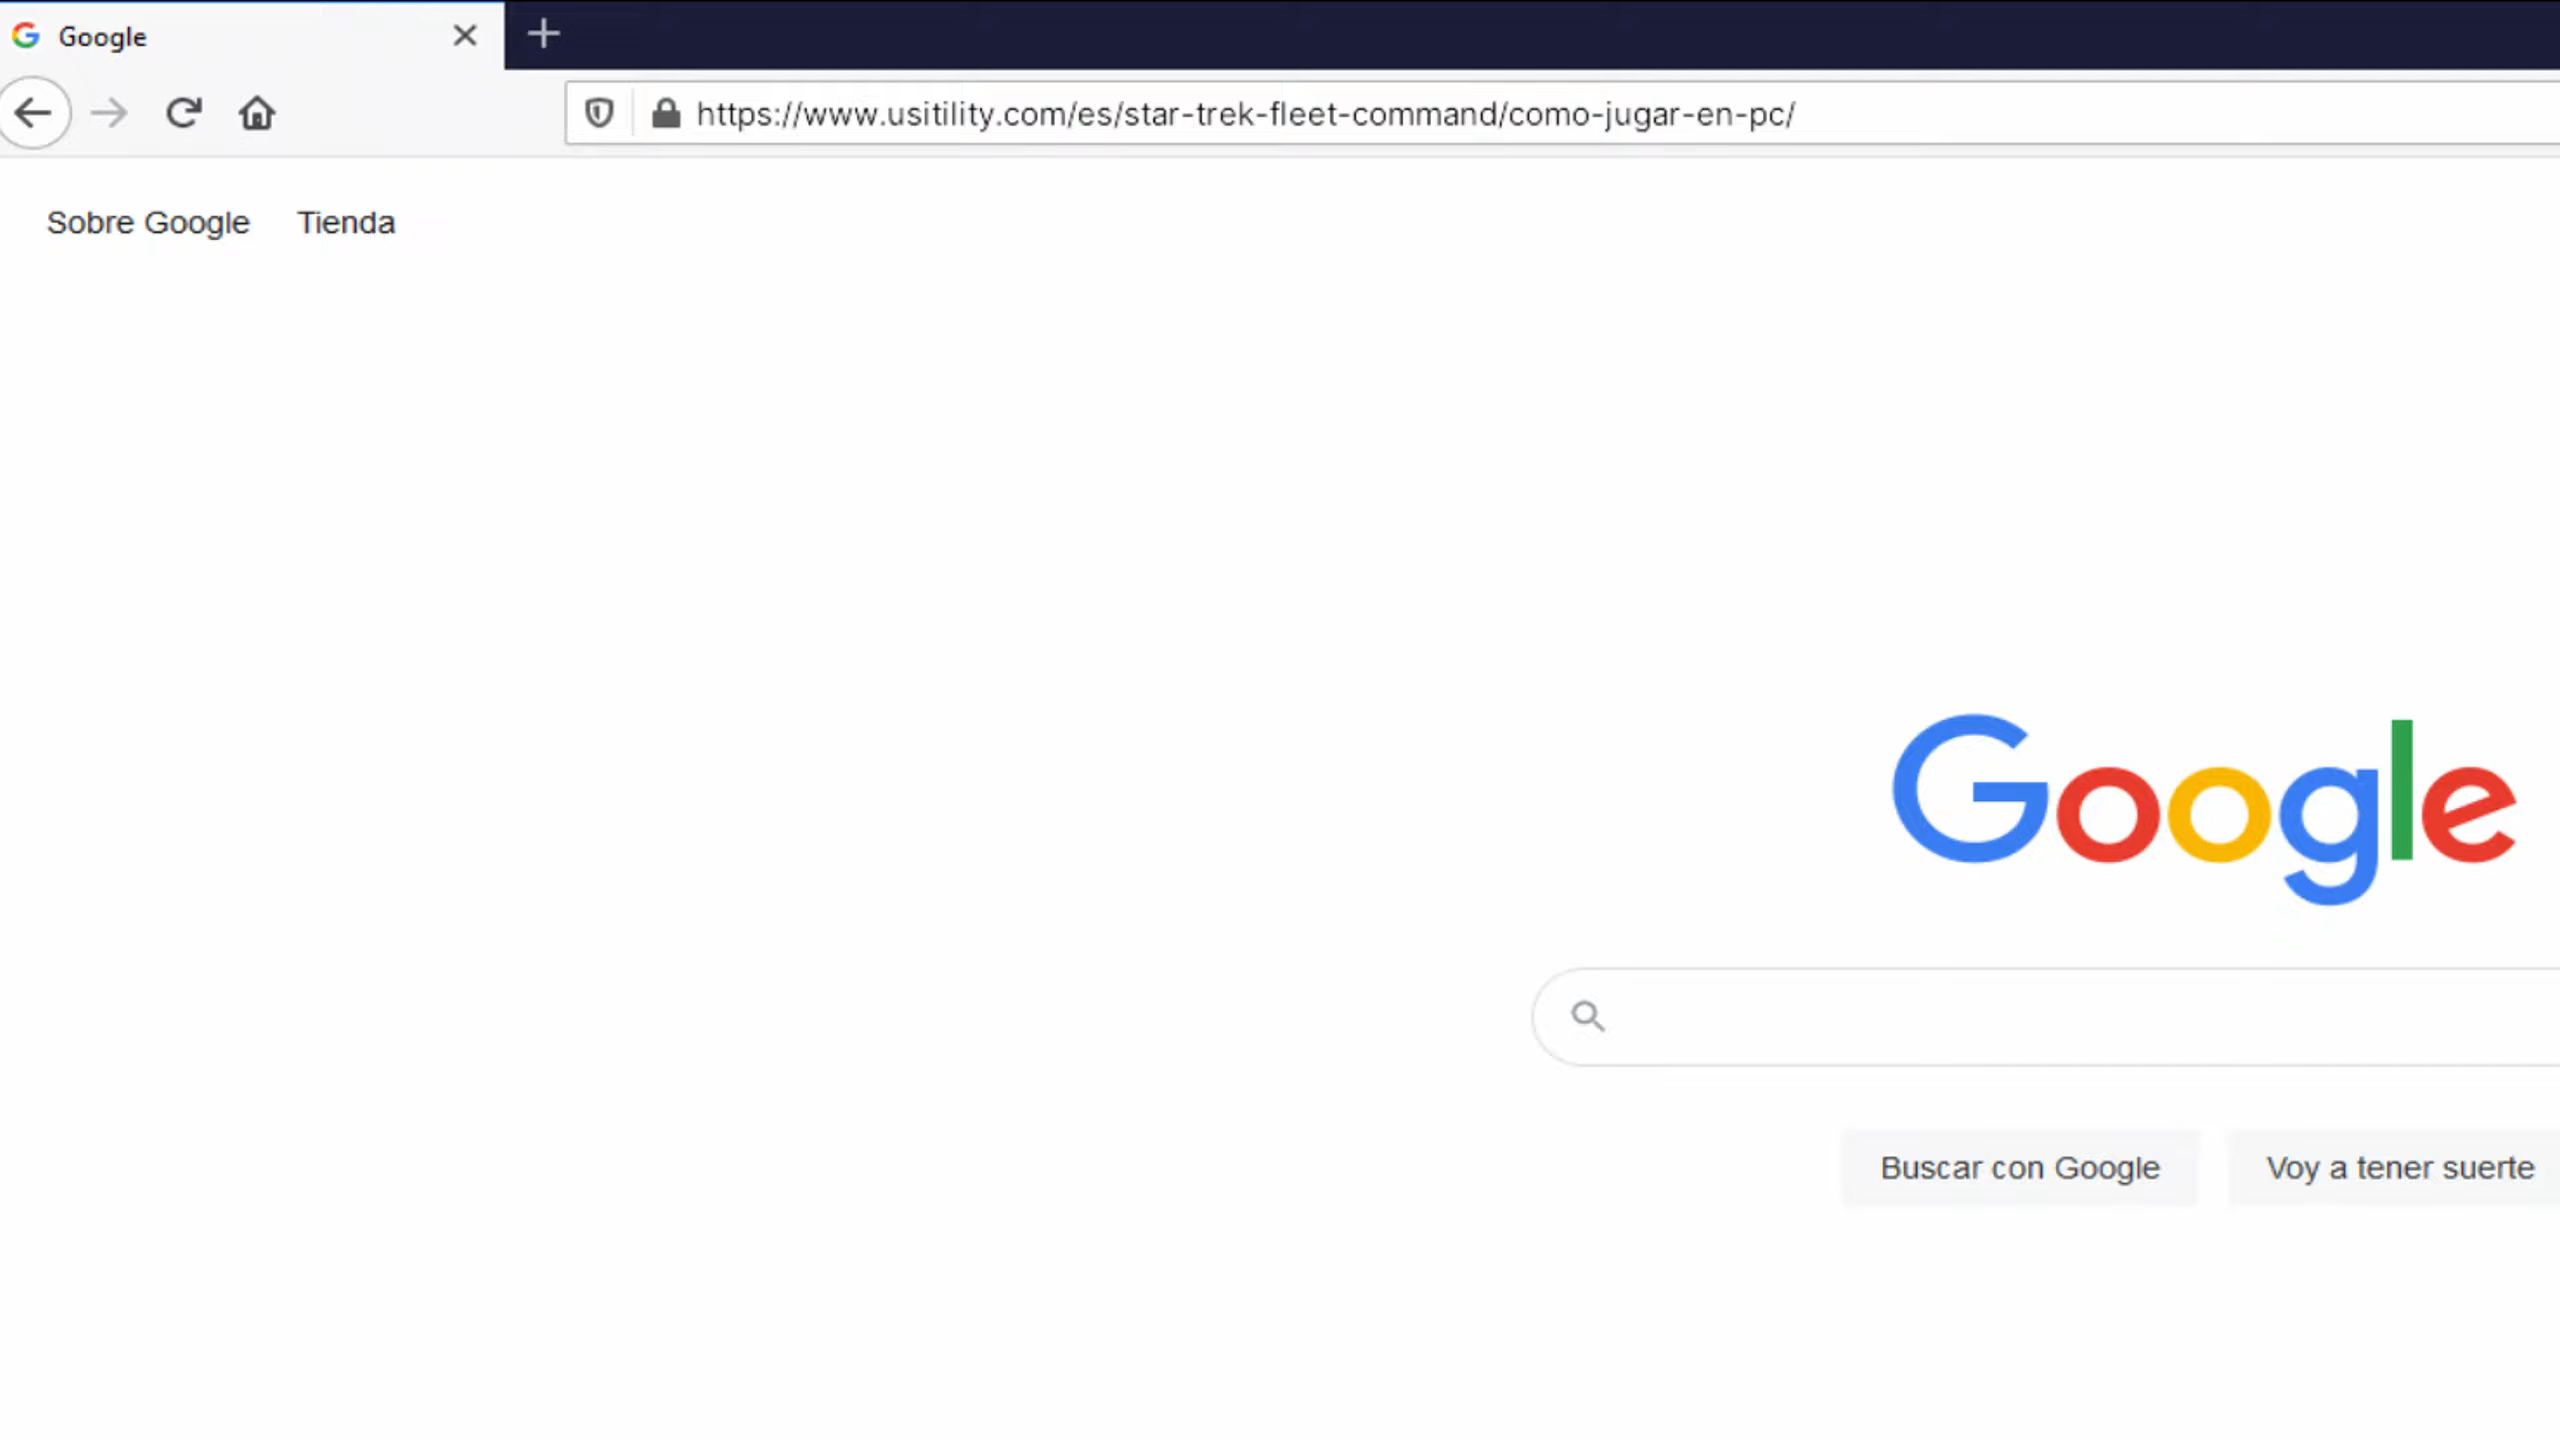 Google
https://www.usitility.com/es/star-trek-fleet-command/como-jugar-en-pc/
Sobre Google Tienda
Google
Buscar con Google Voy a tener suerte